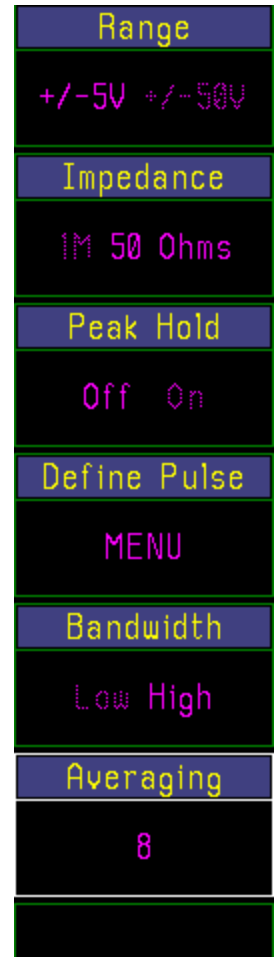 Range
+/-5V +/-50V
Impedance
1M 50 Ohms
Peak Hold
Off On
Define Pulse
MENU
Bandwidth
Low High
Averaging
8